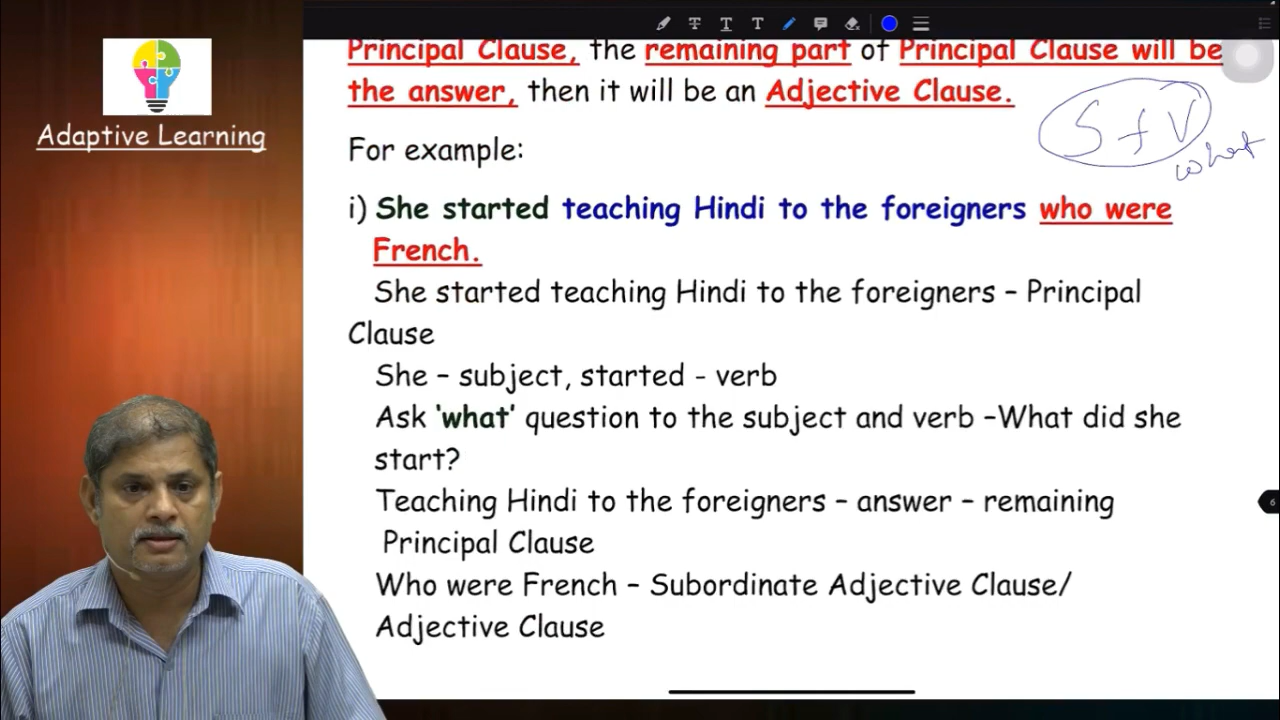 Adaptive Learning
Principal Clause, the remaining part of Principal Clause will be
the answer, then it will be an Adjective Clause.
S + V
what
For example:
i) She started teaching Hindi to the foreigners who were
French.
She started teaching Hindi to the foreigners – Principal
Clause
She – subject, started - verb
Ask ‘what’ question to the subject and verb –What did she
start?
Teaching Hindi to the foreigners – answer – remaining
Principal Clause
Who were French – Subordinate Adjective Clause/
Adjective Clause
6